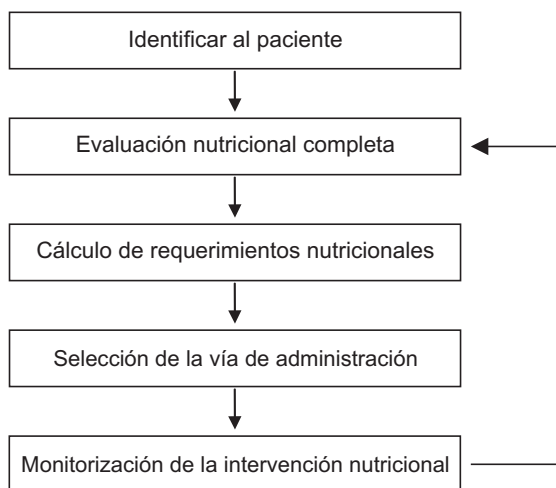 Identificar al paciente
Evaluación nutricional completa
Cálculo de requerimientos nutricionales
Selección de la vía de administración
Monitorización de la intervención nutricional